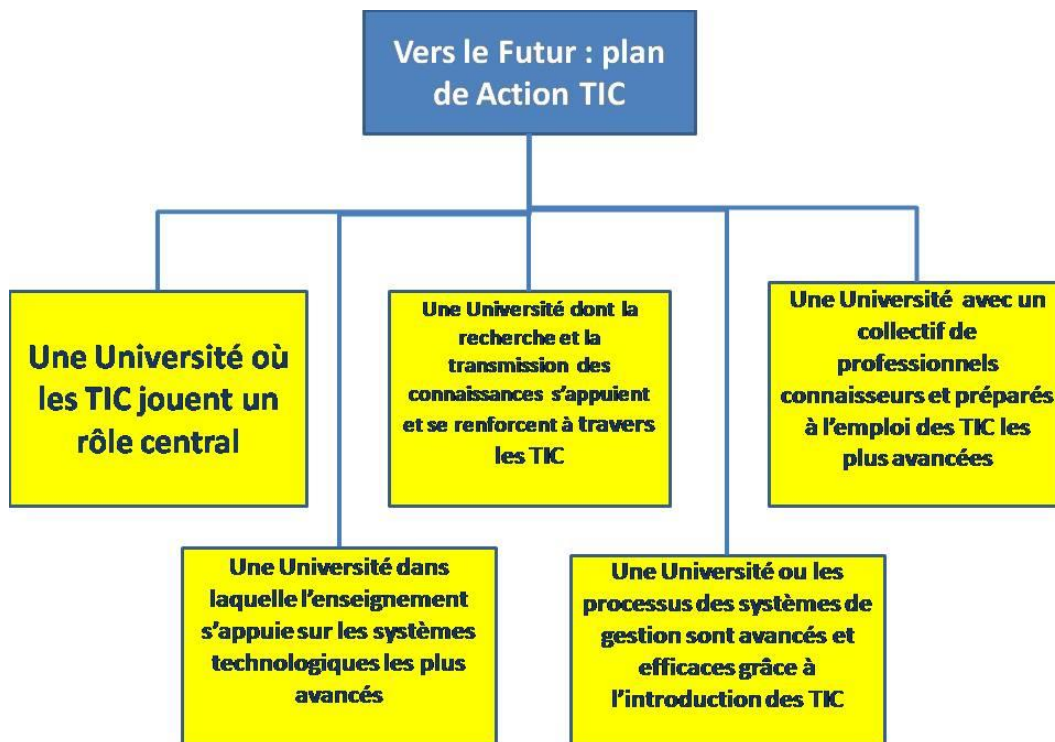 Vers le Futur : plan
de Action TIC
Une Université où
les TIC jouent un
rôle central
Une Université dont la
recherche et la
transmission des
connaissances s’appuient
et se renforcent à travers
les TIC
Une Université avec un
collectif de
professionnels
connaisseurs et préparés
à l’emploi des TIC les
plus avancées
Une Université dans
laquelle l’enseignement
s’appuie sur les systèmes
technologiques les plus
avancés
Une Université ou les
processus des systèmes de
gestion sont avancés et
efficaces grâce à
l’introduction des TIC